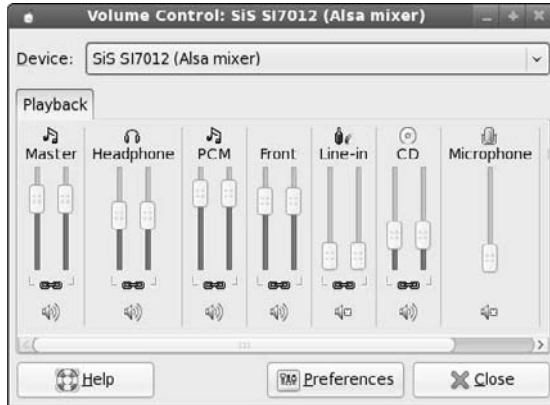 Volume Control: SiS SI7012 (Alsa mixer)
Device: SiS SI7012 (Alsa mixer)
Playback
Master Headphone PCM Front Line-in CD Microphone
Help Preferences Close